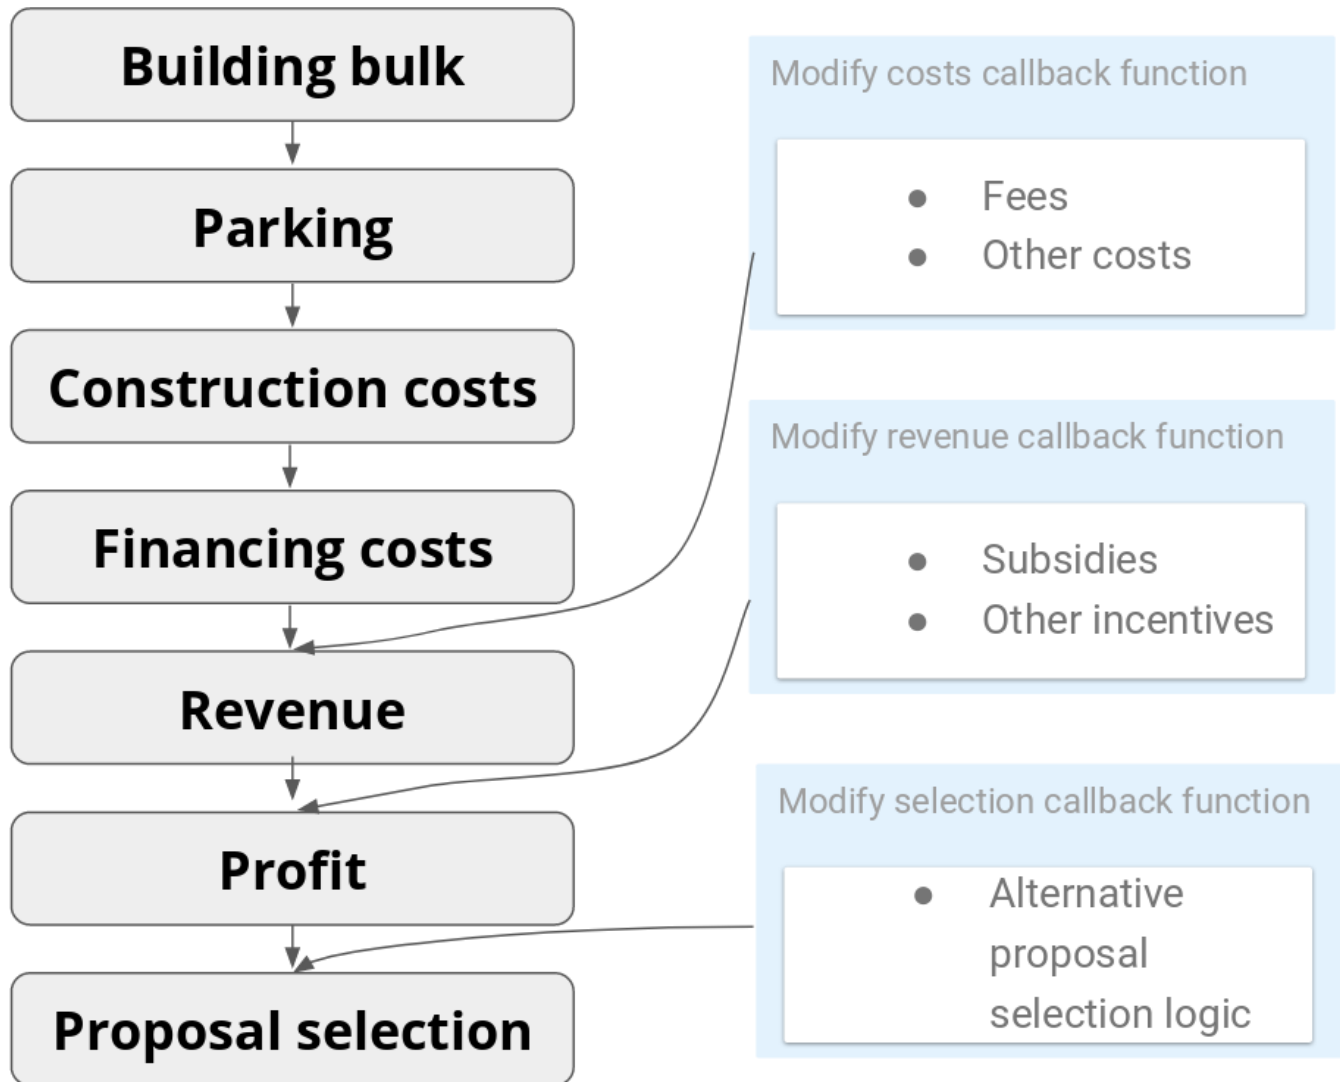 Building bulk
Parking
Construction costs
Financing costs
Revenue
Profit
Proposal selection
Modify costs callback function
● Fees
● Other costs
Modify revenue callback function
● Subsidies
● Other incentives
Modify selection callback function
● Alternative
proposal
selection logic